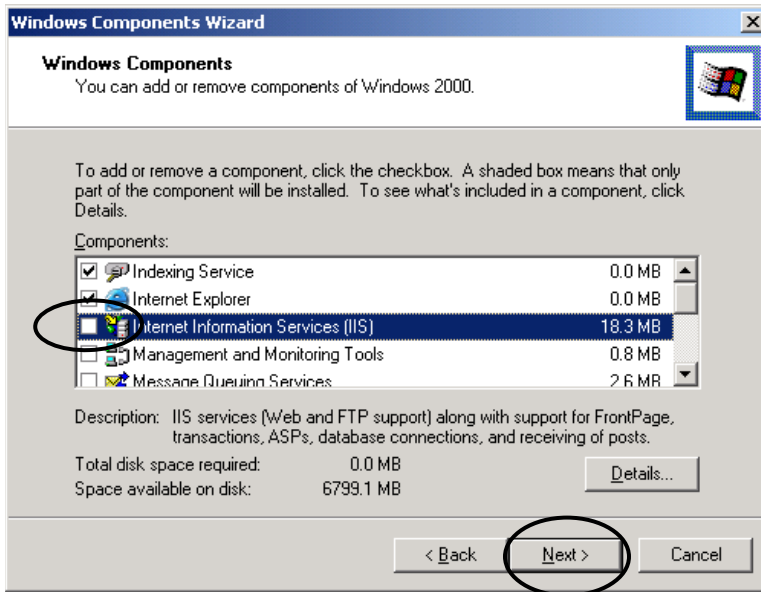 Windows Components Wizard
Windows Components
You can add or remove components of Windows 2000.
To add or remove a component, click the checkbox. A shaded box means that only
part of the component will be installed. To see what's included in a component, click
Details.
Components:
Indexing Service 0.0 MB
Internet Explorer 0.0 MB
Internet Information Services (IIS) 18.3 MB
Management and Monitoring Tools 0.8 MB
Message Queuing Services 2.6 MB
Description: IIS services (Web and FTP support) along with support for FrontPage,
transactions, ASPs, database connections, and receiving of posts.
Total disk space required: 0.0 MB
Space available on disk: 6799.1 MB
Details...
< Back Next > Cancel